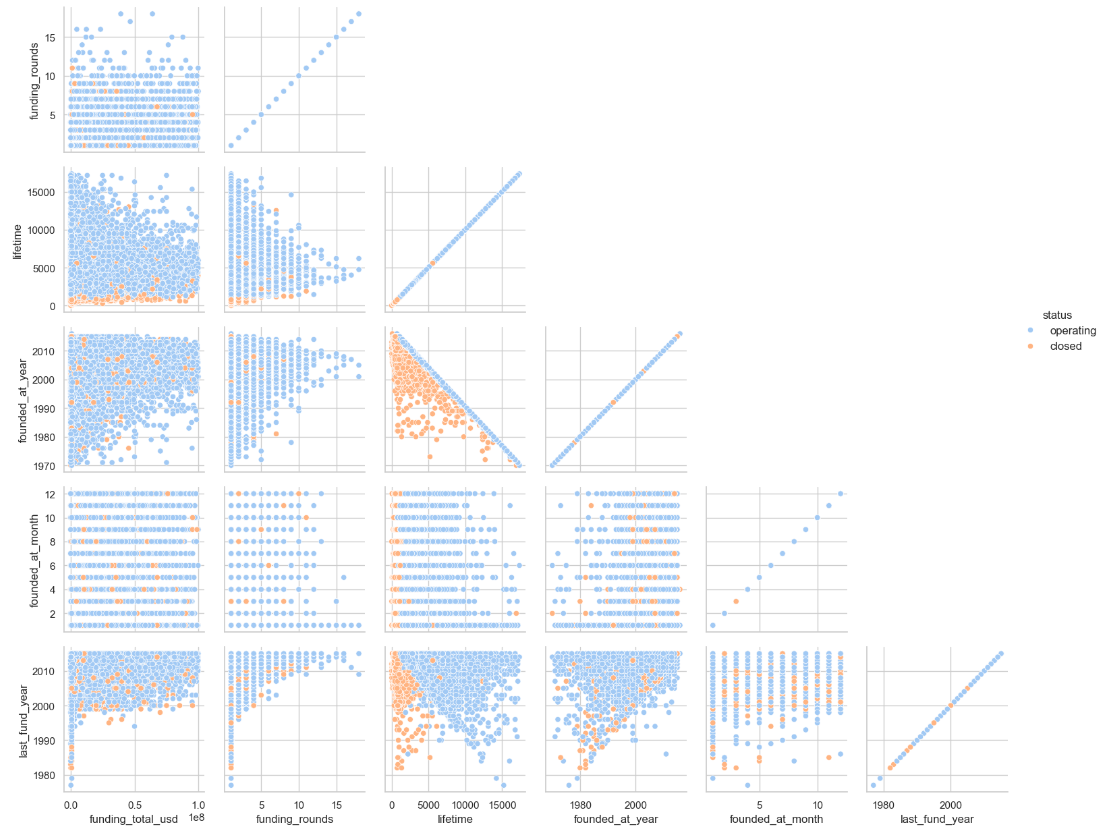 funding_rounds
15
10
5
lifetime
15000
10000
5000
0
founded_at_year
2010
2000
1990
1980
1970
status
operating
closed
founded_at_month
12
10
8
6
4
2
last_fund_year
2010
2000
1990
1980
0.0 0.5 1.0
1e8
funding_total_usd
5 10 15
funding_rounds
0 5000 10000 15000
lifetime
1980 2000
founded_at_year
5 10
founded_at_month
1980 2000
last_fund_year